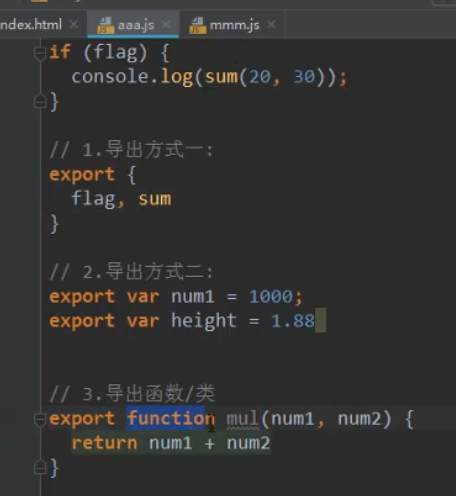 ndex.html aaa.js mmm.js
if (flag) {
console.log(sum(20, 30));
}
// 1.导出方式一:
export {
flag, sum
}
// 2.导出方式二:
export var num1 = 1000;
export var height = 1.88
// 3.导出函数/类
export function mul(num1, num2) {
return num1 + num2
}